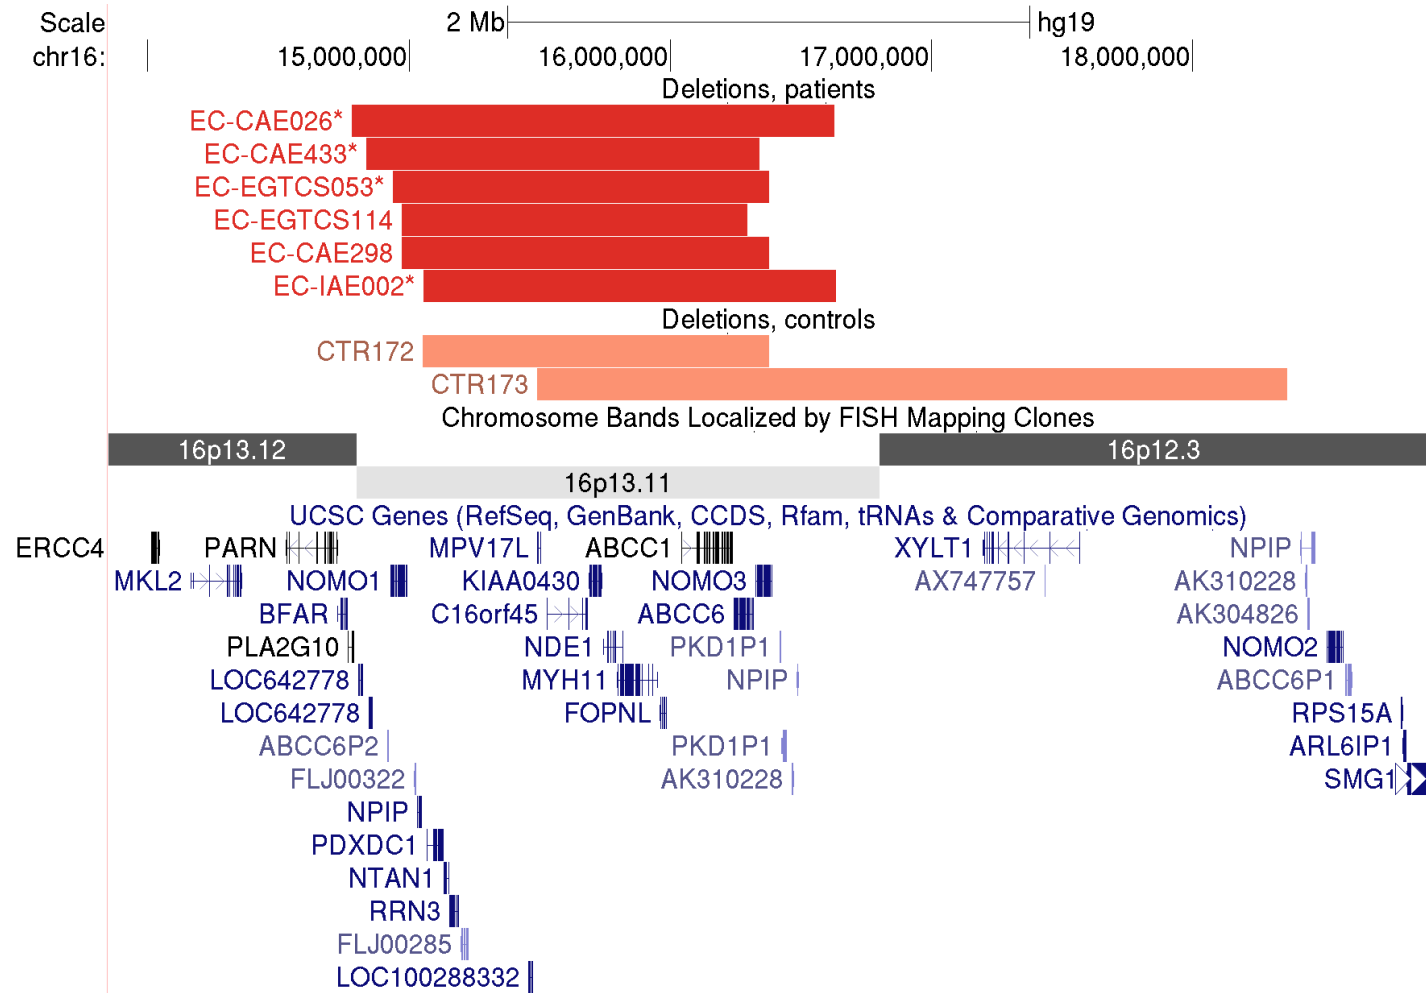 Scale 2 Mb hg19
chr16: 15,000,000 16,000,000 17,000,000 18,000,000
Deletions, patients
EC-CAE026*
EC-CAE433*
EC-EGTCS053*
EC-EGTCS114
EC-CAE298
EC-IAE002*
Deletions, controls
CTR172
CTR173
Chromosome Bands Localized by FISH Mapping Clones
16p13.12 16p12.3
16p13.11
UCSC Genes (RefSeq, GenBank, CCDS, Rfam, tRNAs & Comparative Genomics)
ERCC4 PARN MPV17L ABCC1 XYLT1 NPIP
MKL2 NOMO1 KIAA0430 NOMO3 AX747757 AK310228
BFAR C16orf45 ABCC6 AK304826
PLA2G10 NDE1 PKD1P1 NOMO2
LOC642778 MYH11 NPIP ABCC6P1
LOC642778 FOPNL RPS15A
ABCC6P2 PKD1P1 ARL6IP1
FLJ00322 AK310228 SMG1
NPIP
PDXDC1
NTAN1
RRN3
FLJ00285
LOC100288332